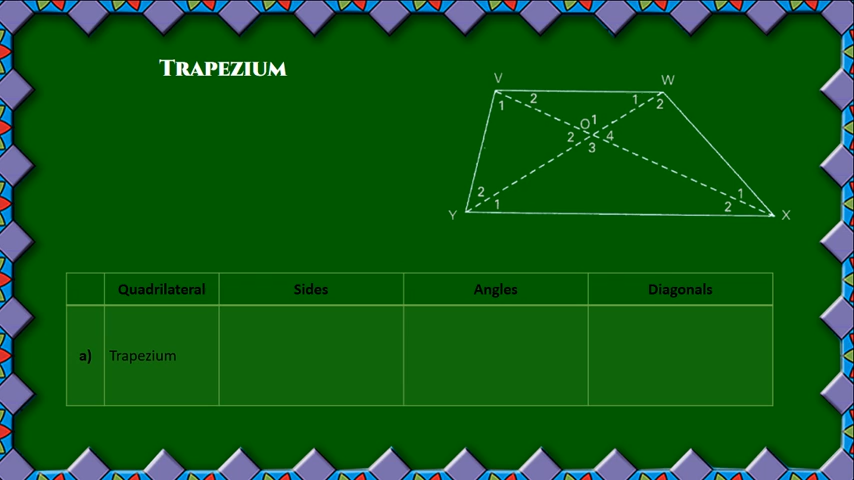 TRAPEZIUM
V W
1 2 1 2
O 1
2 4
3
2 1 1 2
Y X
Quadrilateral Sides Angles Diagonals
a) Trapezium